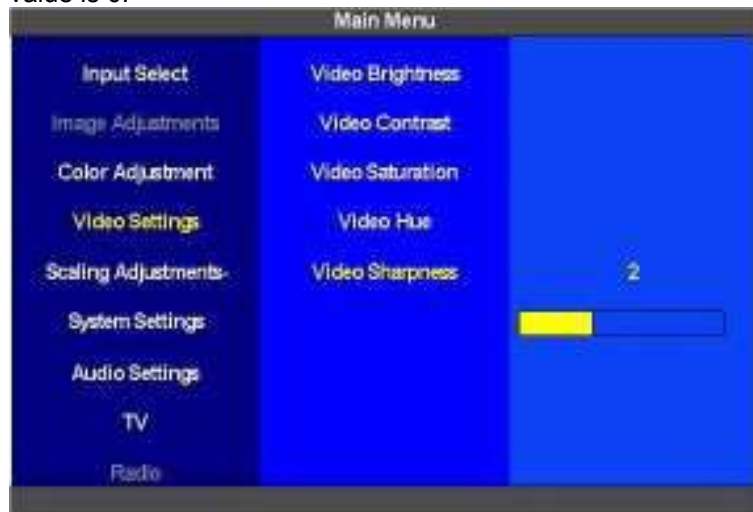 value is 0.
Main Menu
Input Select
Image Adjustments
Color Adjustment
Video Settings
Scaling Adjustments-
System Settings
Audio Settings
TV
Radio
Video Brightness
Video Contrast
Video Saturation
Video Hue
Video Sharpness
2